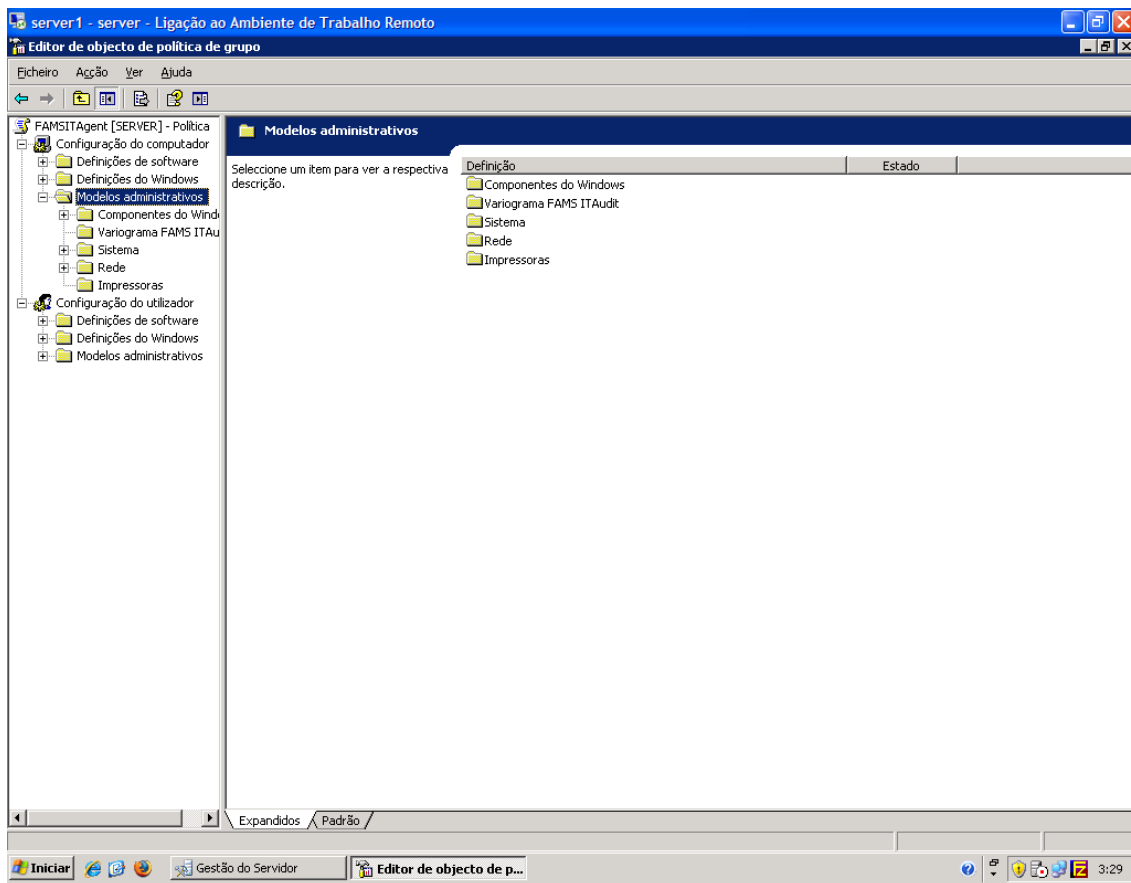 server1 - server - Ligação ao Ambiente de Trabalho Remoto
Editor de objecto de política de grupo
Ficheiro Acção Ver Ajuda
FAMSITAgent [SERVER] - Política
Configuração do computador
Definições de software
Definições do Windows
Modelos administrativos
Componentes do Wind
Variograma FAMS ITAu
Sistema
Rede
Impressoras
Configuração do utilizador
Definições de software
Definições do Windows
Modelos administrativos
Modelos administrativos
Seleccione um item para ver a respectiva
descrição.
Definição Estado
Componentes do Windows
Variograma FAMS ITAudit
Sistema
Rede
Impressoras
Expandidos Padrão
Iniciar Gestão do Servidor Editor de objecto de p... 3:29